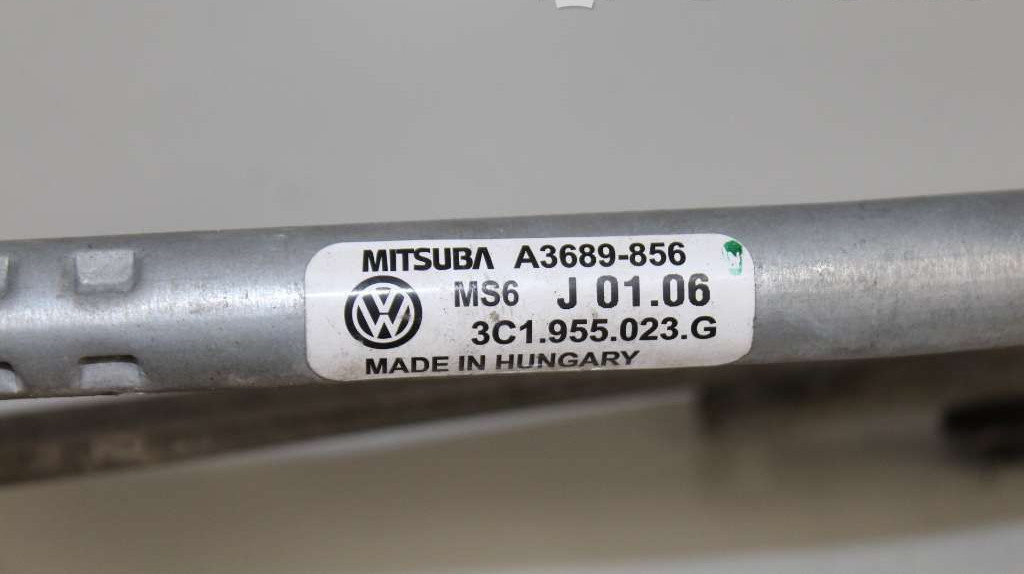 MITSUBA A3689-856
MS6 J 01.06
3C1.955.023.G
MADE IN HUNGARY